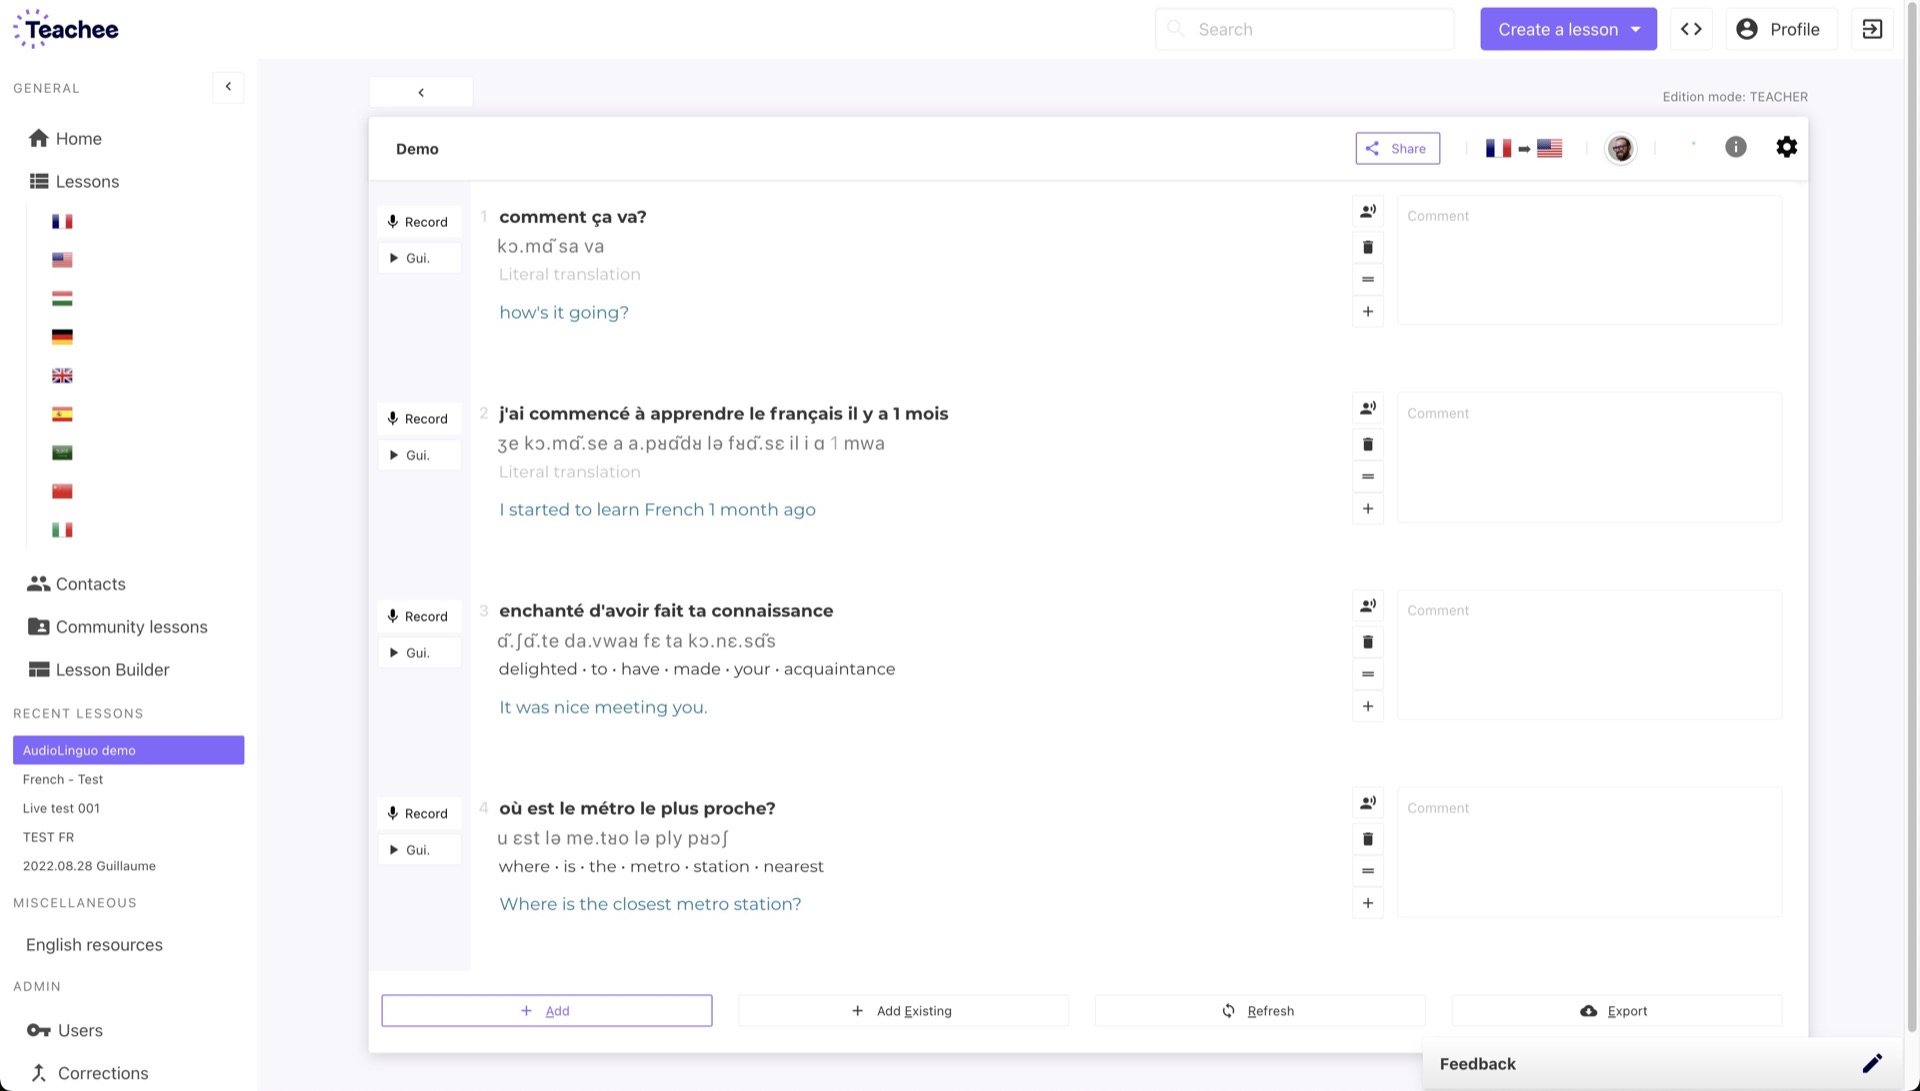 Teachee
Search
Create a lesson
Profile
GENERAL
Home
Lessons
Contacts
Community lessons
Lesson Builder
RECENT LESSONS
AudioLinguo demo
French - Test
Live test 001
TEST FR
2022.08.28 Guillaume
MISCELLANEOUS
English resources
ADMIN
Users
Corrections
Edition mode: TEACHER
Demo
Share
Record
Gui.
1 comment ça va?
kɔ.mɑ̃ sa va
Literal translation
how's it going?
Comment
Record
Gui.
2 j'ai commencé à apprendre le français il y a 1 mois
ʒe kɔ.mɑ̃.se a a.pʁɑ̃dʁ lə fʁɑ̃.sɛ il i ɑ 1 mwa
Literal translation
I started to learn French 1 month ago
Comment
Record
Gui.
3 enchanté d'avoir fait ta connaissance
ɑ̃.ʃɑ̃.te da.vwaʁ fɛ ta kɔ.nɛ.sɑ̃s
delighted · to · have · made · your · acquaintance
It was nice meeting you.
Comment
Record
Gui.
4 où est le métro le plus proche?
u ɛst lə me.tʁo lə ply pʁɔʃ
where · is · the · metro · station · nearest
Where is the closest metro station?
Comment
Add
Add Existing
Refresh
Export
Feedback